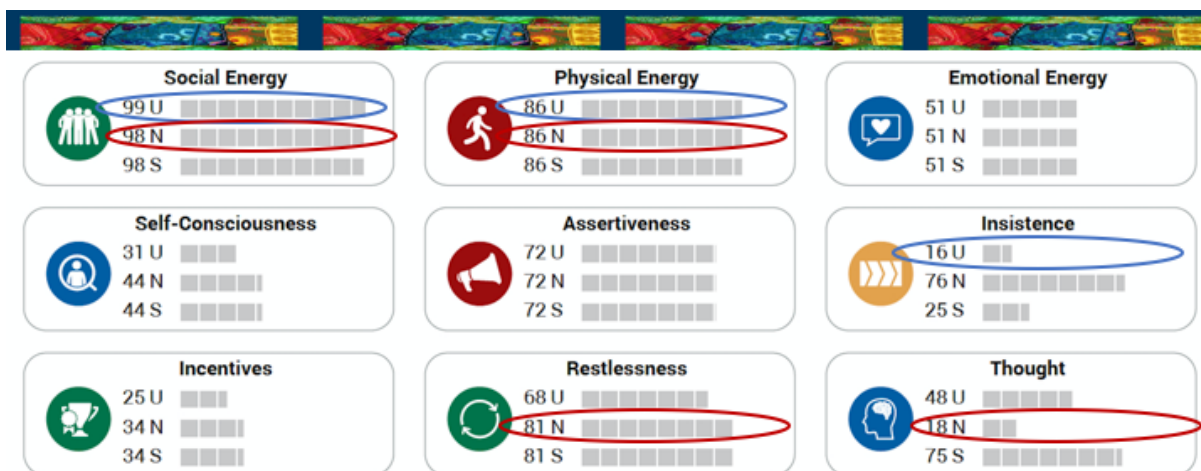 Social Energy
99 U
98 N
98 S
Physical Energy
86 U
86 N
86 S
Emotional Energy
51 U
51 N
51 S
Self-Consciousness
31 U
44 N
44 S
Assertiveness
72 U
72 N
72 S
Insistence
16 U
76 N
25 S
Incentives
25 U
34 N
34 S
Restlessness
68 U
81 N
81 S
Thought
48 U
18 N
75 S